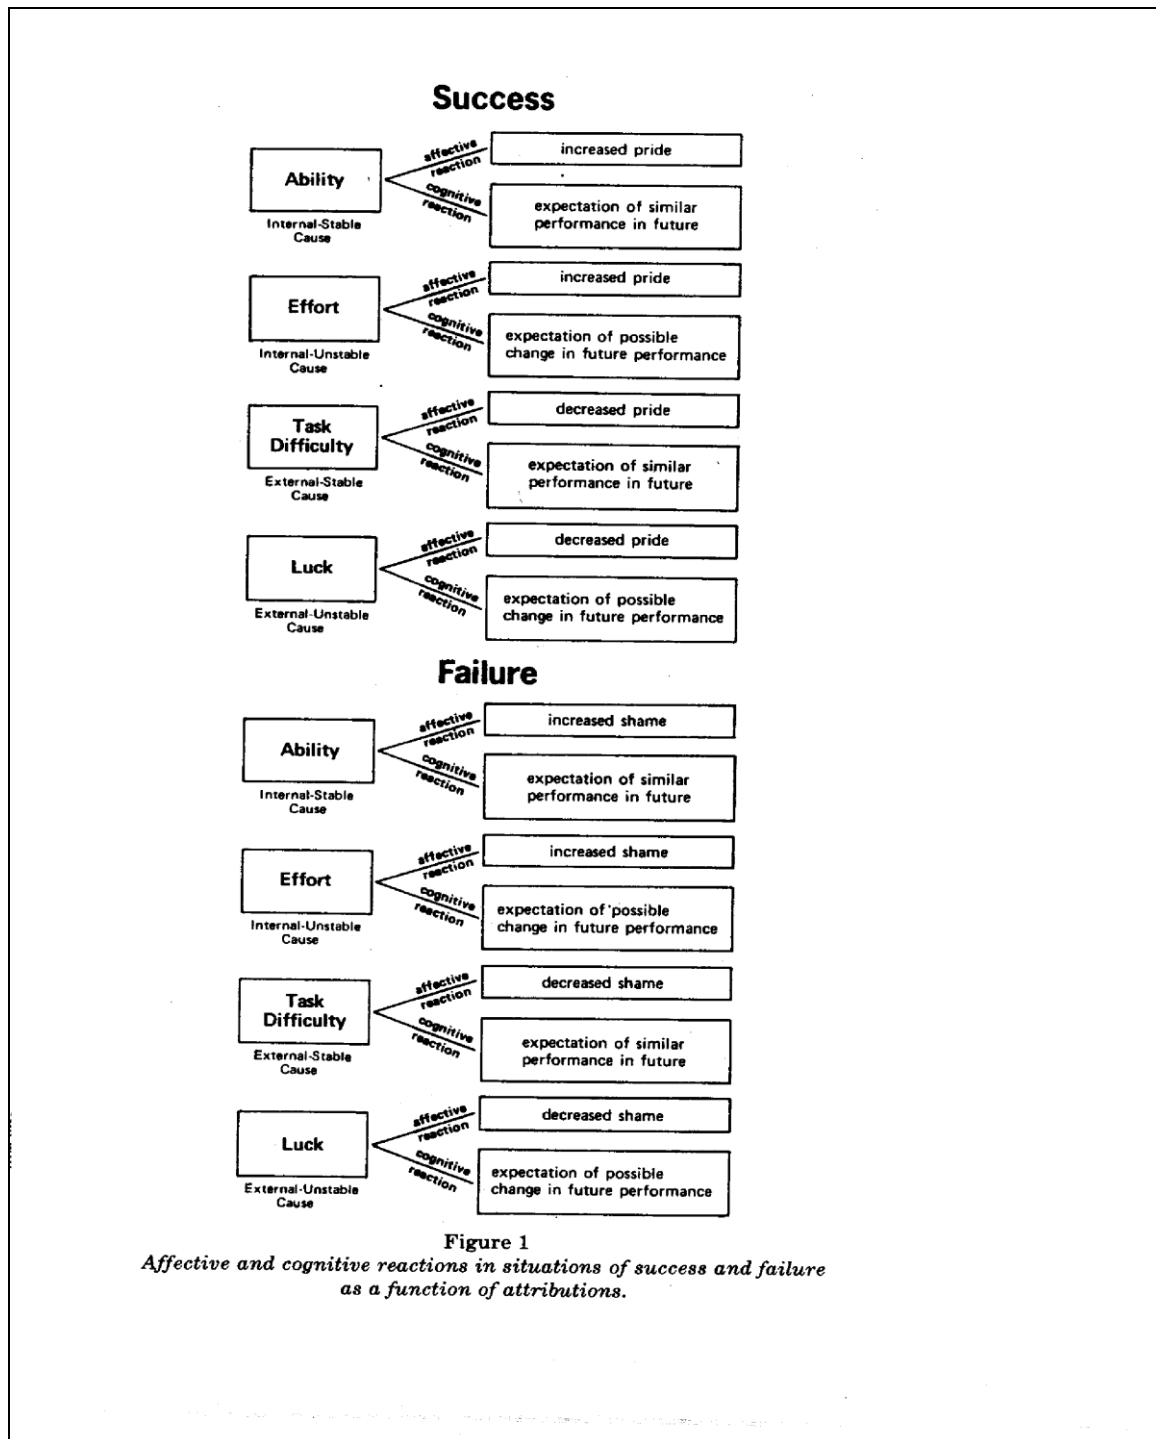 Success
Ability
Internal-Stable
Cause
affective
reaction
increased pride
cognitive
reaction
expectation of similar
performance in future
Effort
Internal-Unstable
Cause
affective
reaction
increased pride
cognitive
reaction
expectation of possible
change in future performance
Task
Difficulty
External-Stable
Cause
affective
reaction
decreased pride
cognitive
reaction
expectation of similar
performance in future
Luck
External-Unstable
Cause
affective
reaction
decreased pride
cognitive
reaction
expectation of possible
change in future performance
Failure
Ability
Internal-Stable
Cause
affective
reaction
increased shame
cognitive
reaction
expectation of similar
performance in future
Effort
Internal-Unstable
Cause
affective
reaction
increased shame
cognitive
reaction
expectation of possible
change in future performance
Task
Difficulty
External-Stable
Cause
affective
reaction
decreased shame
cognitive
reaction
expectation of similar
performance in future
Luck
External-Unstable
Cause
affective
reaction
decreased shame
cognitive
reaction
expectation of possible
change in future performance
Figure 1
Affective and cognitive reactions in situations of success and failure
as a function of attributions.